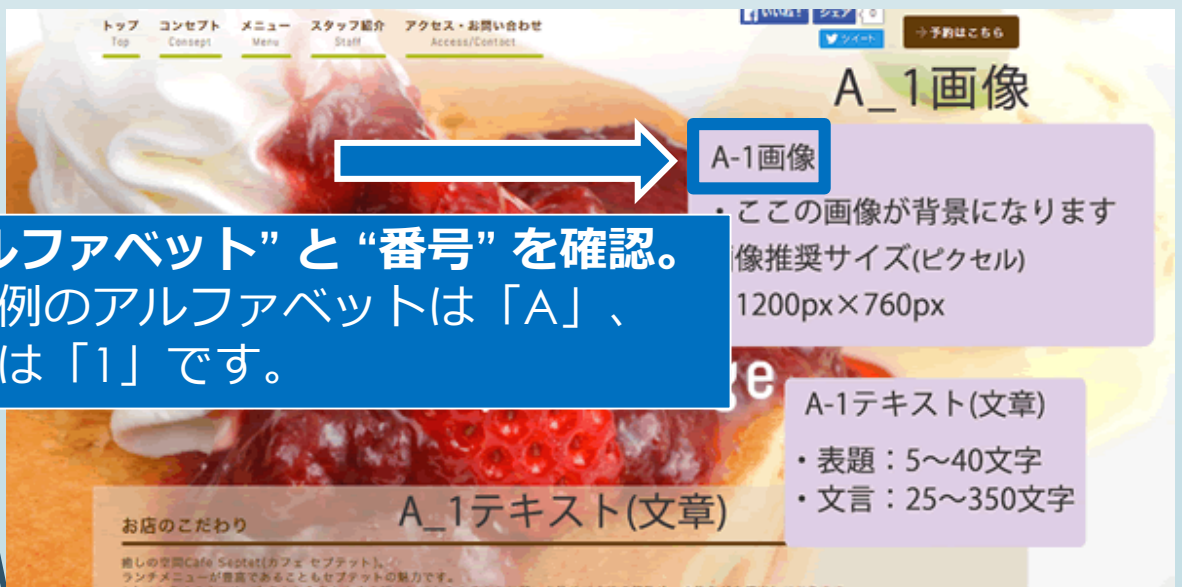 トップ コンセプト メニュー スタッフ紹介 アクセス・お問い合わせ
Top Consept Menu Staff Access/Contact
シェア 0
ツイート
→予約はこちら
A_1画像
A-1画像
・ここの画像が背景になります
像推奨サイズ(ピクセル)
1200px×760px
ルファベット” と “番号” を確認。
例のアルファベットは「A」、
は「1」です。
ge
A-1テキスト(文章)
・表題：5〜40文字
・文言：25〜350文字
A_1テキスト(文章)
お店のこだわり
癒しの空間Cafe Septet(カフェ セプテット)。
ランチメニューが豊富であることもセプテットの魅力です。